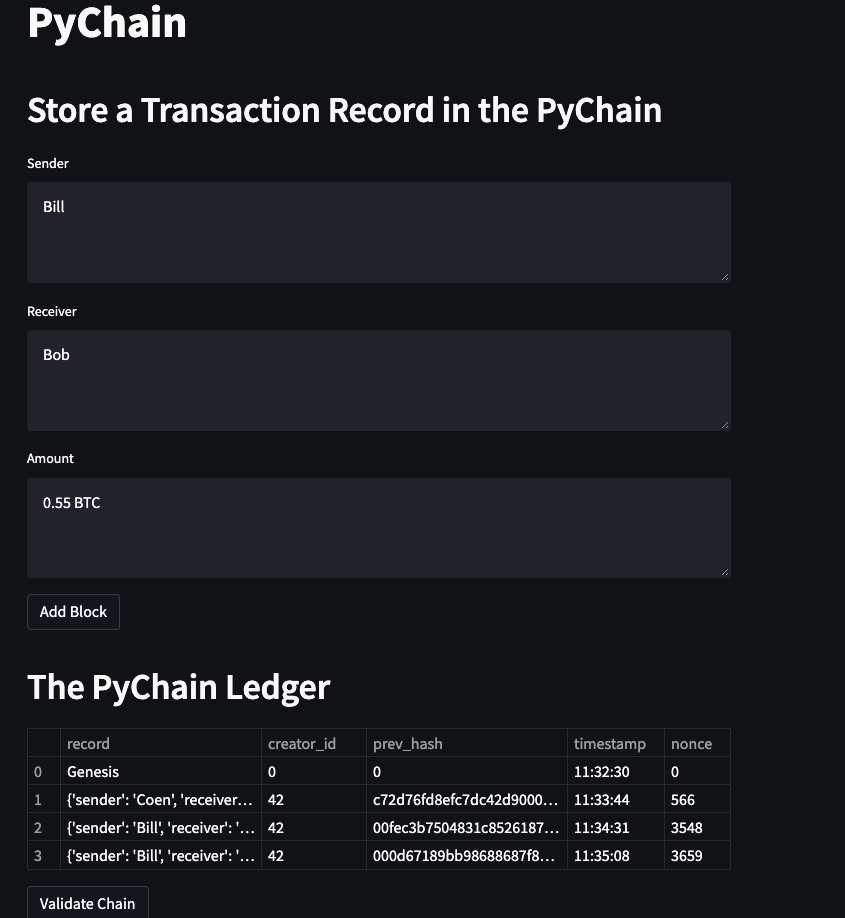 PyChain
Store a Transaction Record in the PyChain
Sender
Bill
Receiver
Bob
Amount
0.55 BTC
Add Block
The PyChain Ledger
record creator_id prev_hash timestamp nonce
0 Genesis 0 0 11:32:30 0
1 {'sender': 'Coen', 'receiver... 42 c72d76fd8efc7dc42d9000... 11:33:44 566
2 {'sender': 'Bill', 'receiver': '... 42 00fec3b7504831c8526187... 11:34:31 3548
3 {'sender': 'Bill', 'receiver': '... 42 000d67189bb98688687f8... 11:35:08 3659
Validate Chain